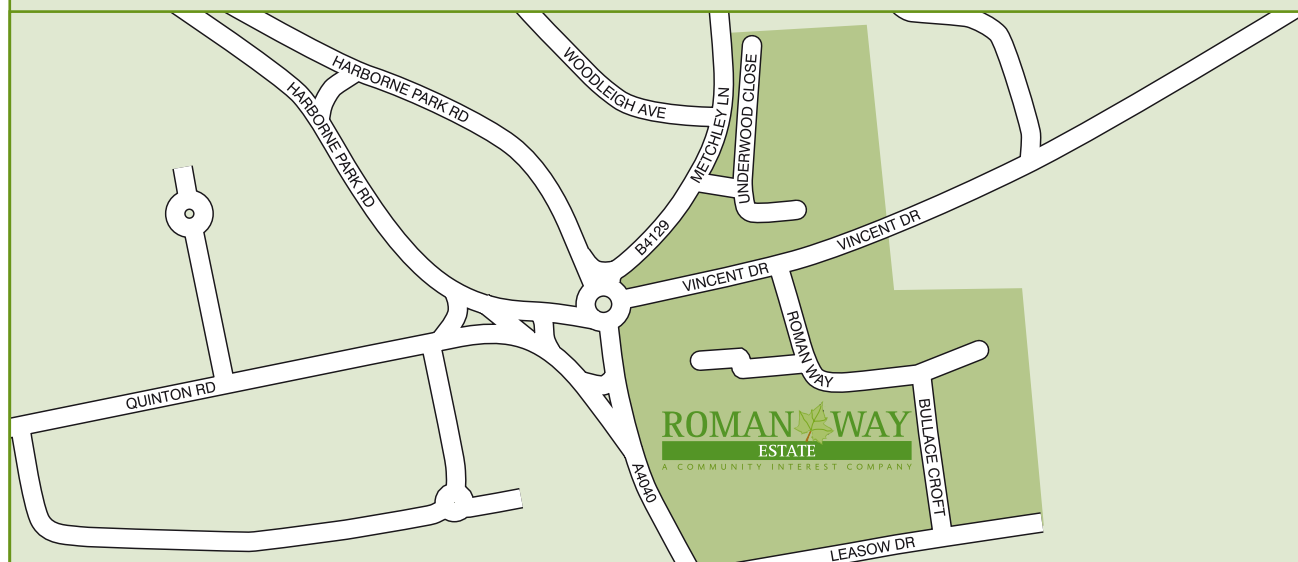 HARBORNE PARK RD
HARBORNE PARK RD
WOODLEIGH AVE
METCHLEY LN
UNDERWOOD CLOSE
B4129
VINCENT DR
VINCENT DR
ROMAN WAY
QUINTON RD
ROMAN WAY
ESTATE
A COMMUNITY INTEREST COMPANY
BULLACE CROFT
A4040
LEASOW DR